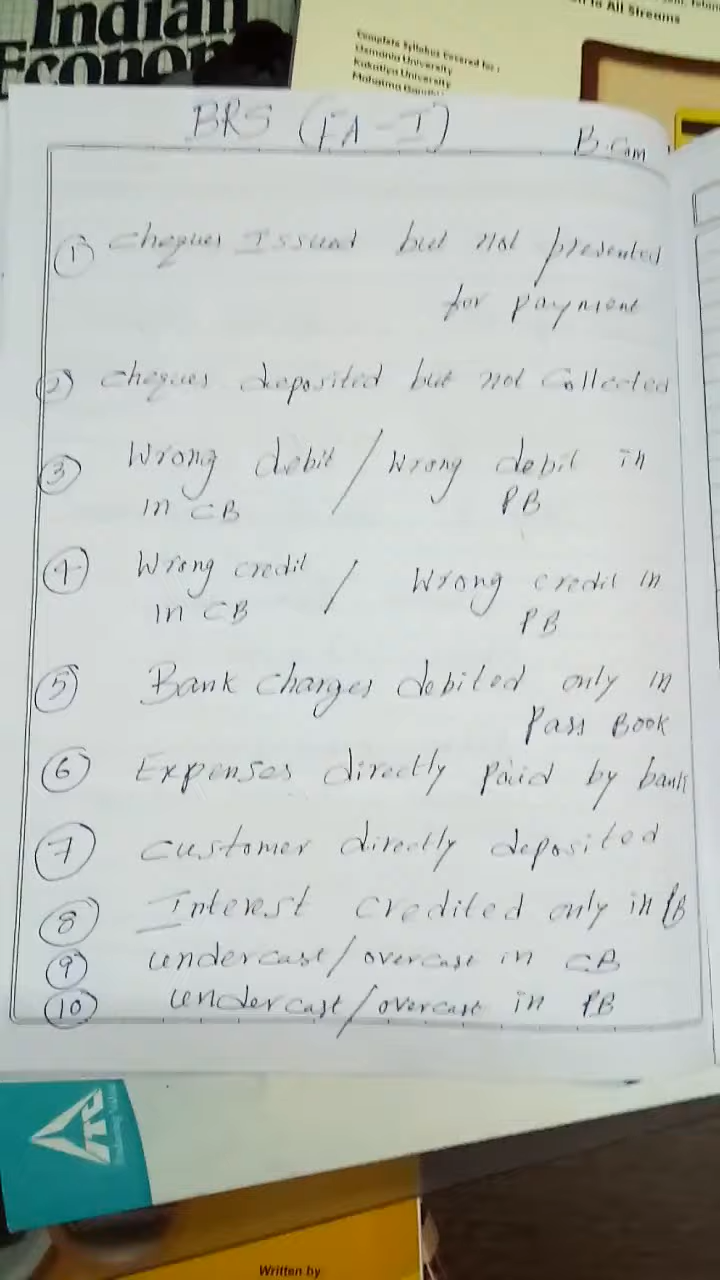 Indian
Econo
to All Streams
Complete Syllabus Covered for :
Osmania University
Kakatiya University
Mahatma Gandhi
BRS (FA-I)
B.Com
① Cheques Issued but not presented
for payment
② Cheques deposited but not Collected
③ Wrong debit / Wrong debit in
in CB PB
④ Wrong credit / Wrong credit in
in CB PB
⑤ Bank charges debited only in
Pass Book
⑥ Expenses directly paid by bank
⑦ Customer directly deposited
⑧ Interest credited only in PB
⑨ undercast/overcast in CB
⑩ undercast/overcast in PB
Written by